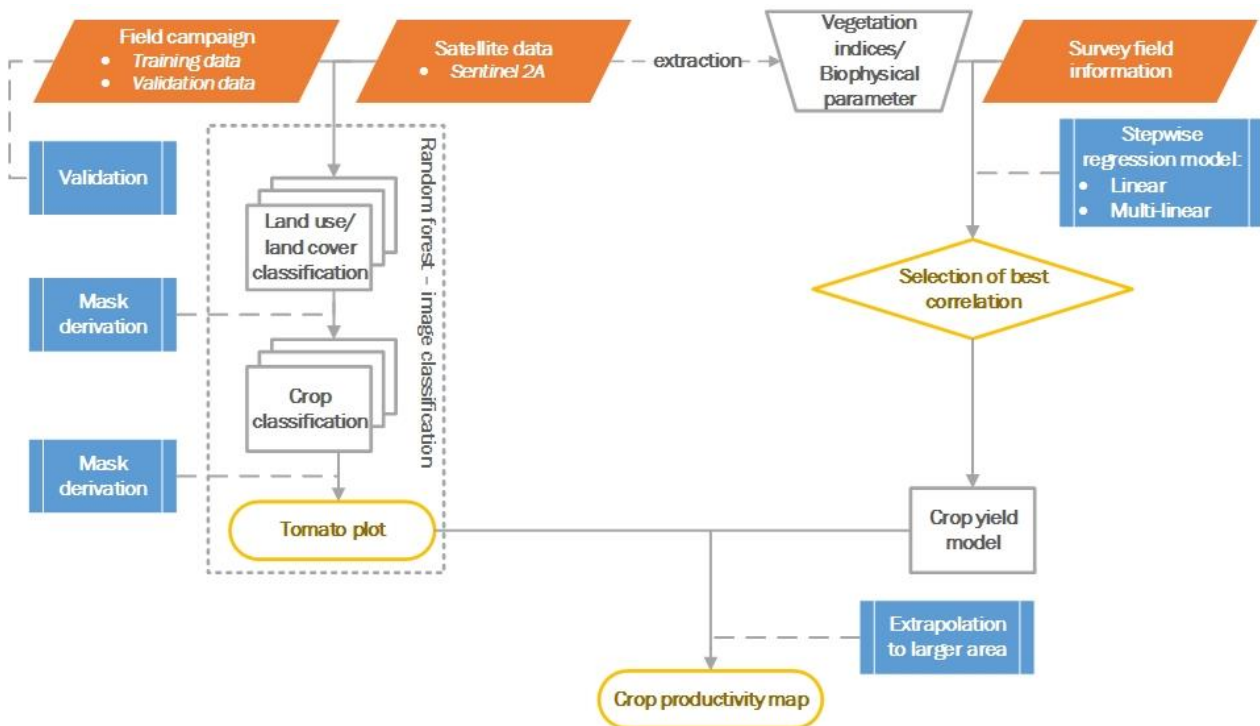 Field campaign
• Training data
• Validation data
Satellite data
• Sentinel 2A
extraction
Vegetation
indices/
Biophysical
parameter
Survey field
information
Validation
Stepwise
regression model:
• Linear
• Multi-linear
Random forest – image classification
Land use/
land cover
classification
Mask
derivation
Selection of best
correlation
Crop
classification
Mask
derivation
Tomato plot
Crop yield
model
Extrapolation
to larger area
Crop productivity map